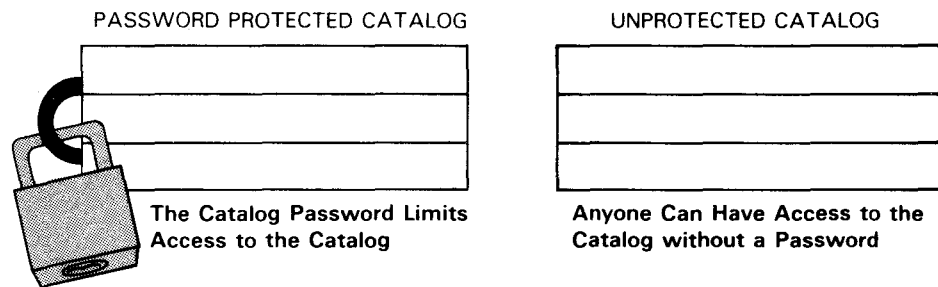 PASSWORD PROTECTED CATALOG
UNPROTECTED CATALOG
The Catalog Password Limits
Access to the Catalog
Anyone Can Have Access to the
Catalog without a Password